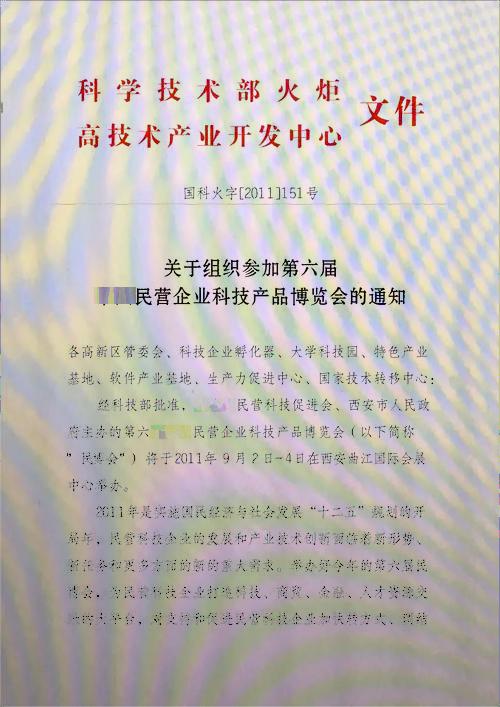 科学技术部火炬
高技术产业开发中心 文件
国科火字[2011]151号
关于组织参加第六届
民营企业科技产品博览会的通知
各高新区管委会、科技企业孵化器、大学科技园、特色产业
基地、软件产业基地、生产力促进中心、国家技术转移中心：
经科技部批准，民营科技促进会、西安市人民政
府主办的第六民营企业科技产品博览会（以下简称
"民博会"）将于2011年9月2日-4日在西安曲江国际会展
中心举办。
2011年是实施国民经济与社会发展“十二五”规划的开
局年，民营科技企业的发展和产业技术创新面临着新形势、
新任务和更多方面的新的重大需求。举办好今年的第六届民
博会，为民营科技企业打造科技、商贸、金融、人才资源交
的大平台，对支持和促进民营科技企业加快转方式、调结